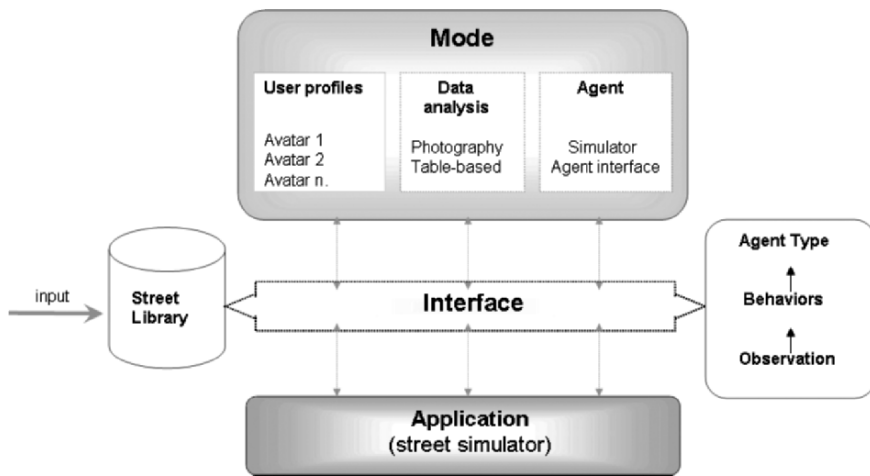 Mode
User profiles
Avatar 1
Avatar 2
Avatar n.
Data
analysis
Photography
Table-based
Agent
Simulator
Agent interface
input
Street
Library
Interface
Agent Type
Behaviors
Observation
Application
(street simulator)